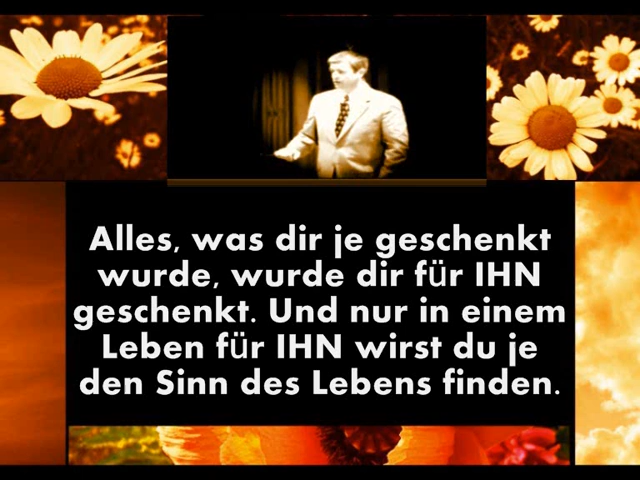 Alles, was dir je geschenkt
wurde, wurde dir für IHN
geschenkt. Und nur in einem
Leben für IHN wirst du je
den Sinn des Lebens finden.